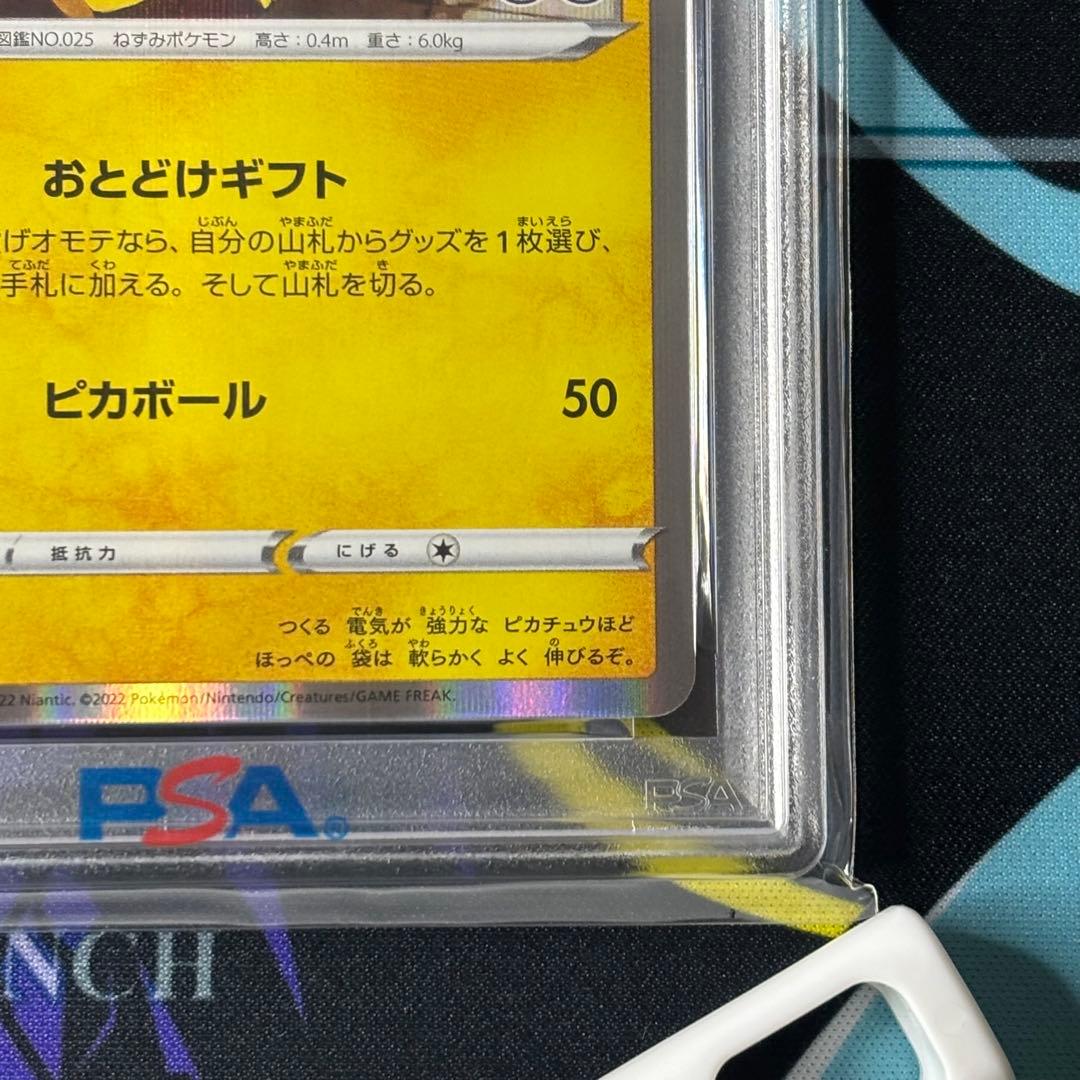 図鑑NO.025 ねずみポケモン 高さ：0.4m 重さ：6.0kg
おとどけギフト
げオモテなら、自分の山札からグッズを1枚選び、
手札に加える。そして山札を切る。
ピカボール 50
抵抗力 にげる
つくる 電気が 強力な ピカチュウほど
ほっぺの 袋は 軟らかく よく 伸びるぞ。
22 Niantic. ©2022 Pokémon/Nintendo/Creatures/GAME FREAK.
PSA®
PSA
NCH